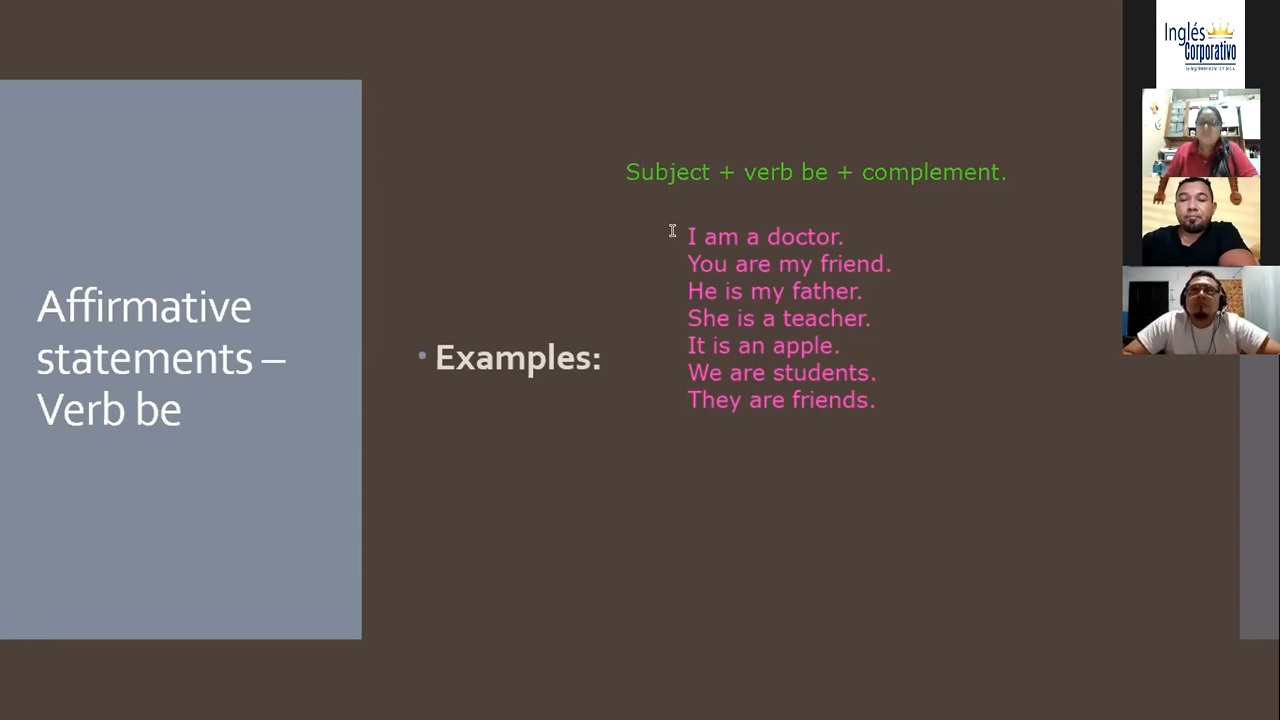 Affirmative
statements –
Verb be
• Examples:
Subject + verb be + complement.
I am a doctor.
You are my friend.
He is my father.
She is a teacher.
It is an apple.
We are students.
They are friends.
Inglés
Corporativo